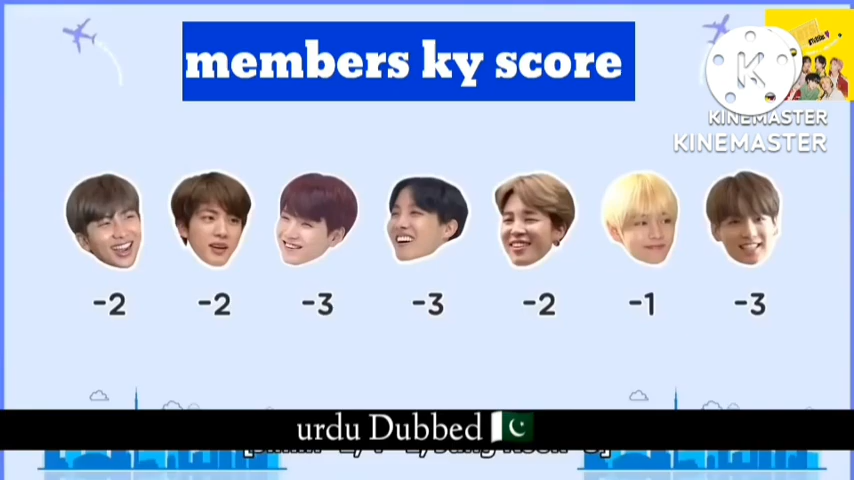 members ky score
KINEMASTER
KINEMASTER
-2 -2 -3 -3 -2 -1 -3
urdu Dubbed